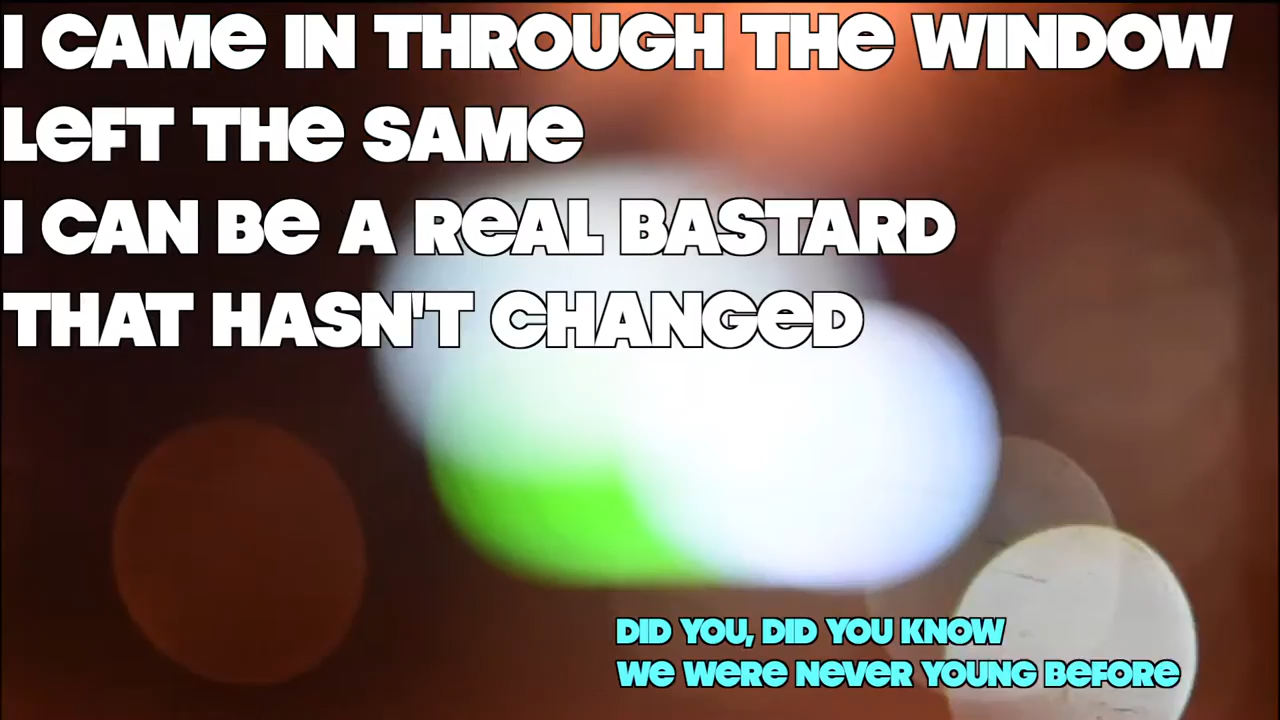 I CAME IN THROUGH THE WINDOW
LEFT THE SAME
I CAN BE A REAL BASTARD
THAT HASN'T CHANGED
DID YOU, DID YOU KNOW
WE WERE NEVER YOUNG BEFORE